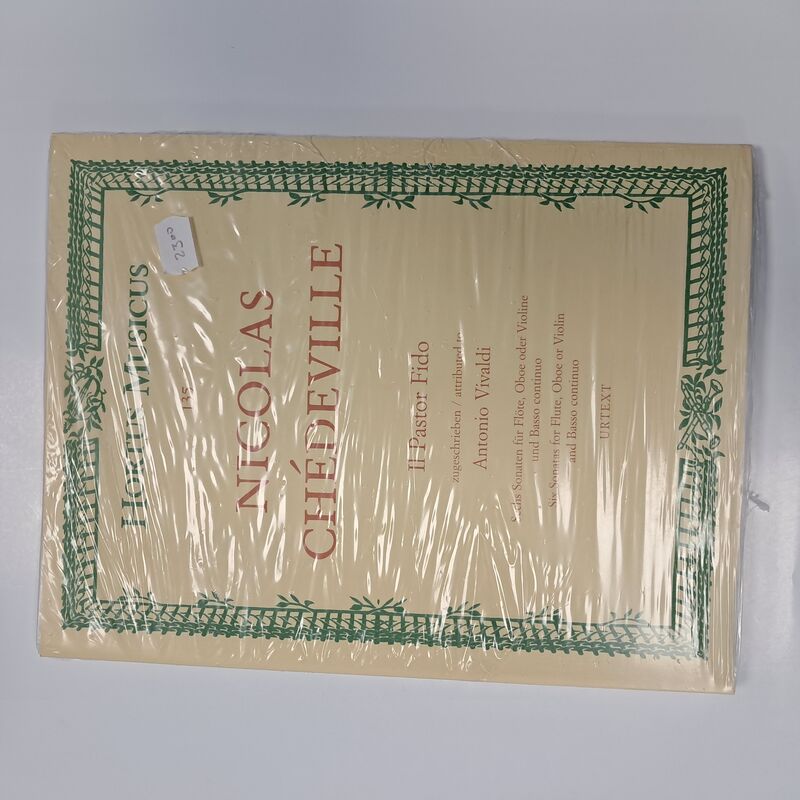 HORTUS MUSICUS
135
2300
NICOLAS
CHÉDEVILLE
Il Pastor Fido
zugeschrieben / attributed to
Antonio Vivaldi
Sechs Sonaten für Flöte, Oboe oder Violine
und Basso continuo
Six Sonatas for Flute, Oboe or Violin
and Basso continuo
URTEXT